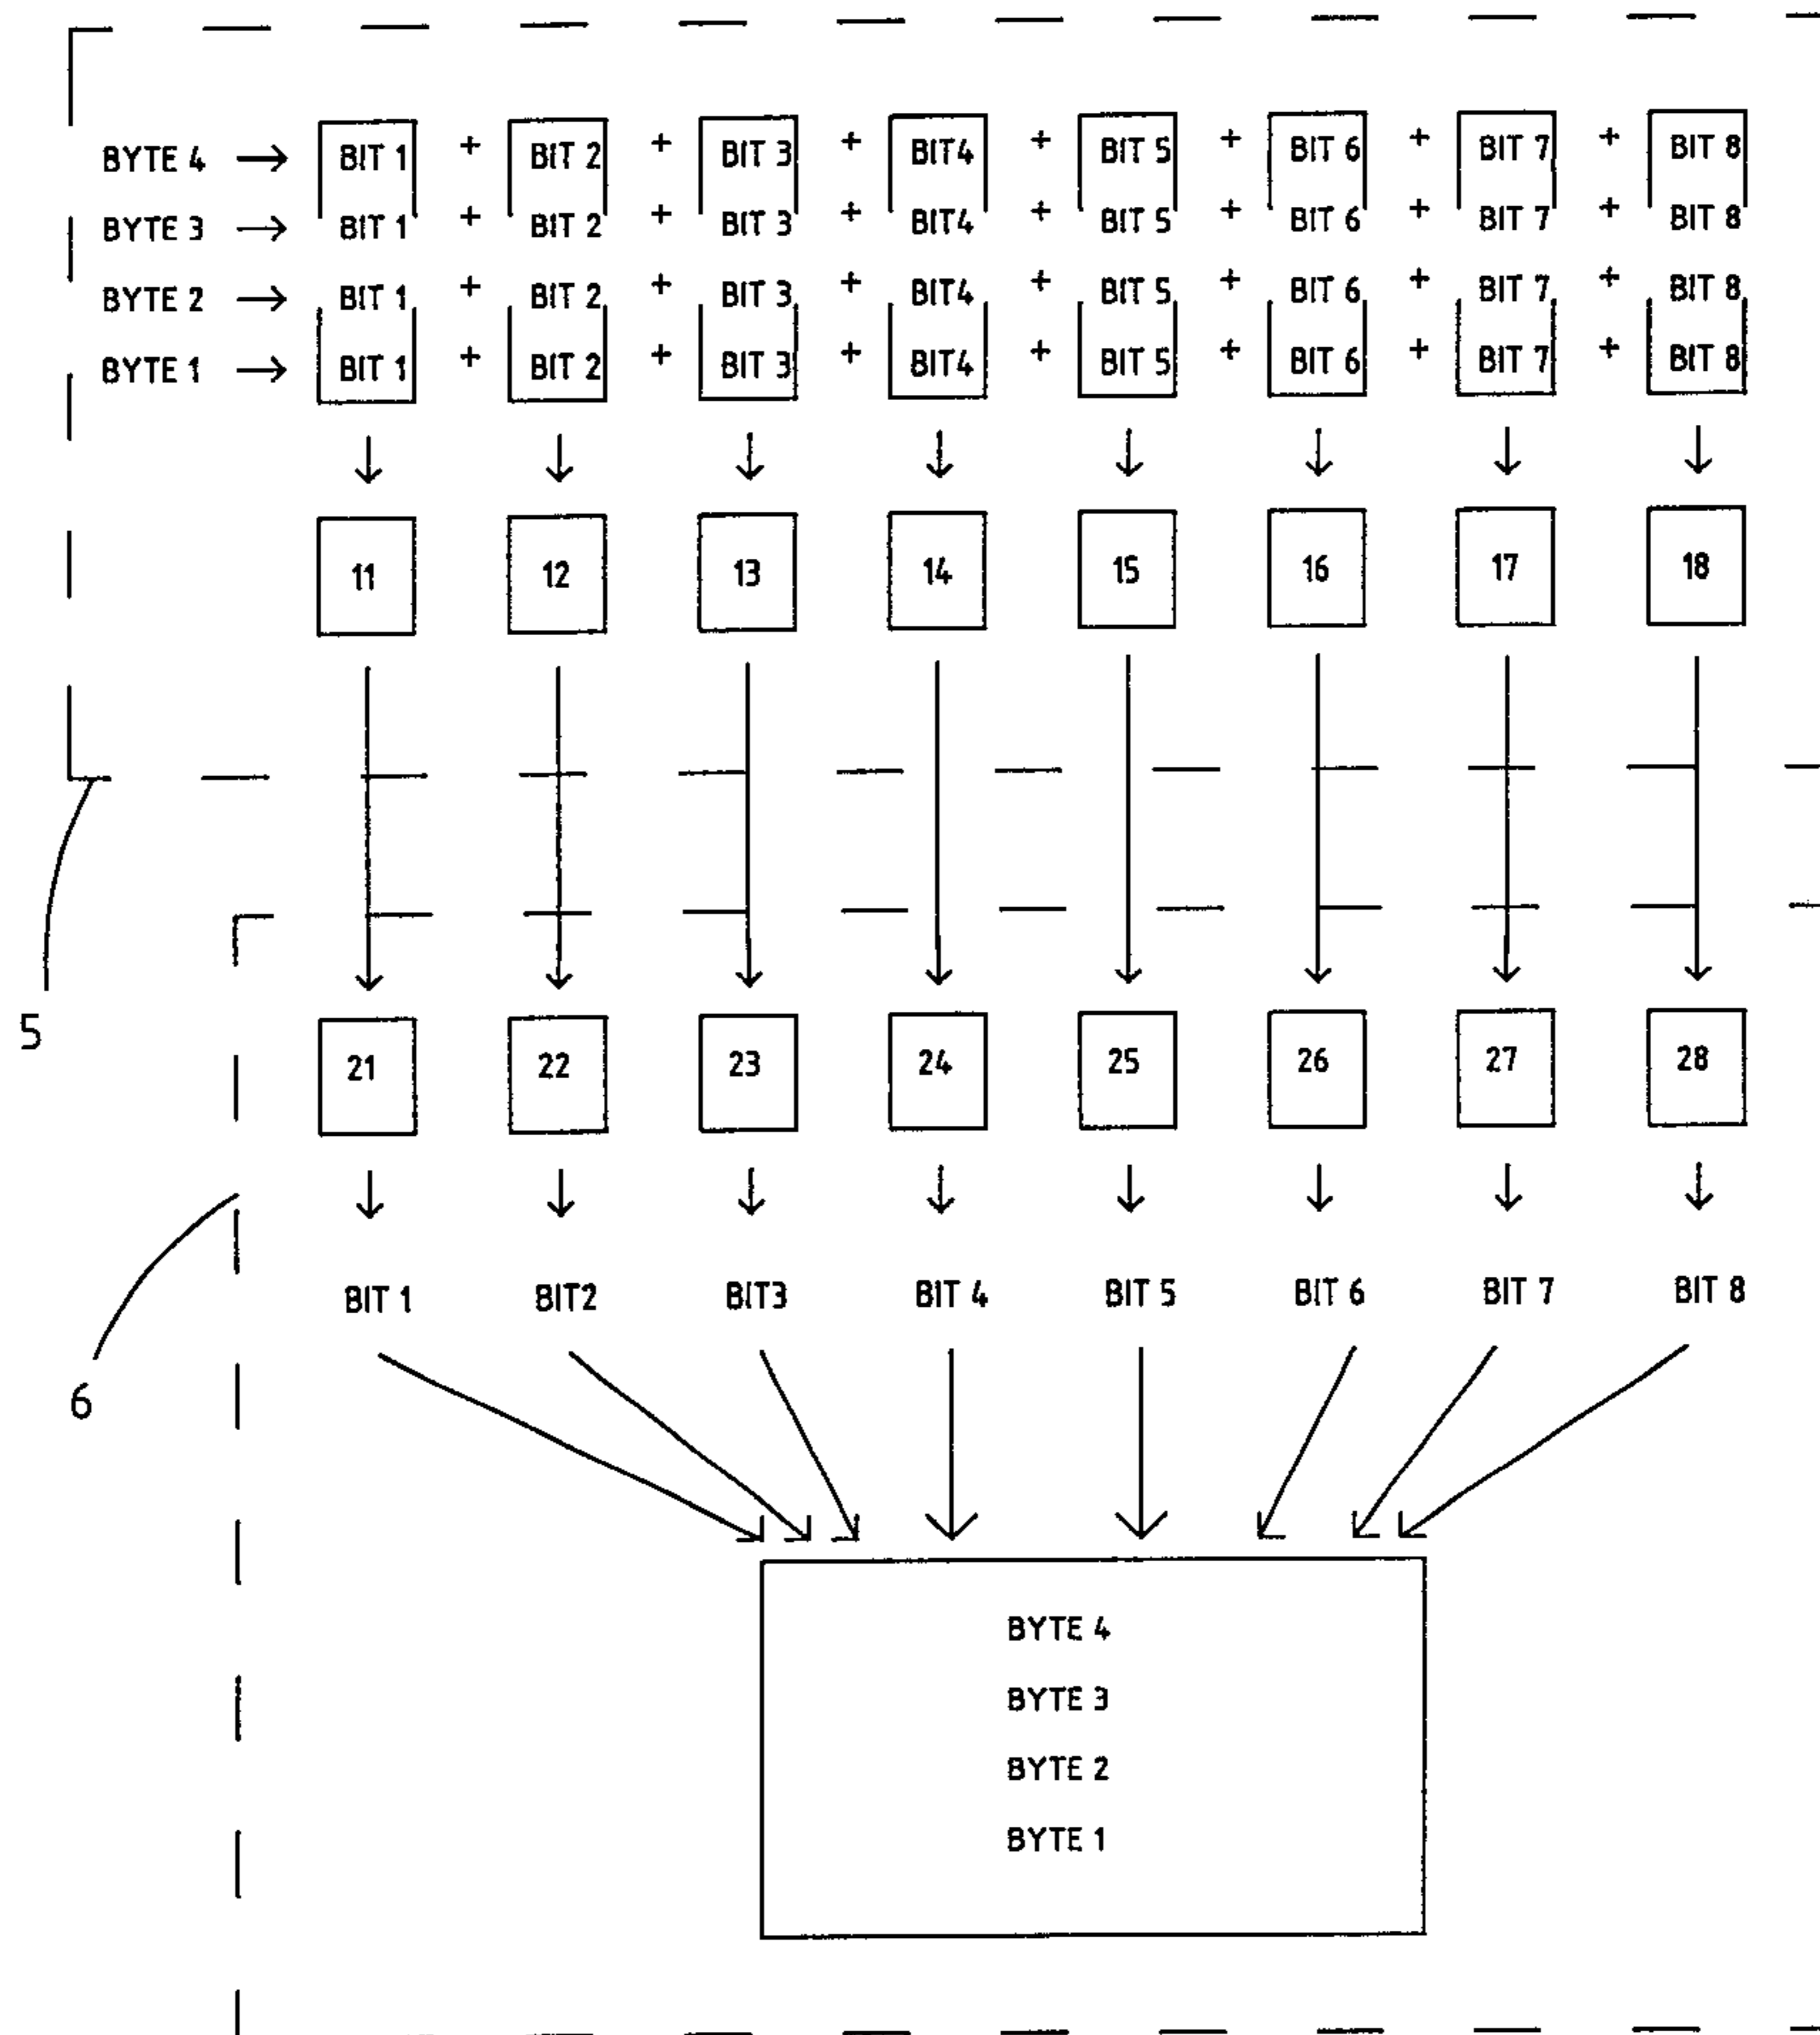 BYTE 4 → BIT 1 + BIT 2 + BIT 3 + BIT4 + BIT 5 + BIT 6 + BIT 7 + BIT 8
BYTE 3 → BIT 1 + BIT 2 + BIT 3 + BIT4 + BIT 5 + BIT 6 + BIT 7 + BIT 8
BYTE 2 → BIT 1 + BIT 2 + BIT 3 + BIT4 + BIT 5 + BIT 6 + BIT 7 + BIT 8
BYTE 1 → BIT 1 + BIT 2 + BIT 3 + BIT4 + BIT 5 + BIT 6 + BIT 7 + BIT 8
11 12 13 14 15 16 17 18
5
21 22 23 24 25 26 27 28
BIT 1 BIT2 BIT3 BIT 4 BIT 5 BIT 6 BIT 7 BIT 8
6
BYTE 4
BYTE 3
BYTE 2
BYTE 1